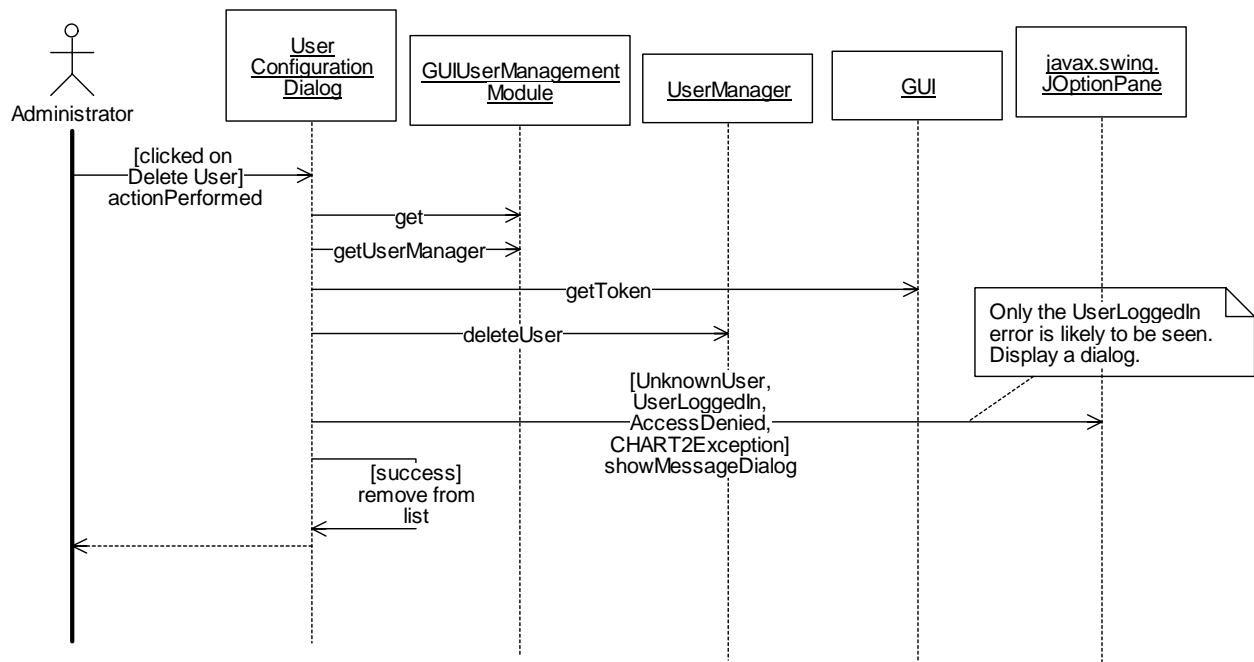 User
Configuration
Dialog
GUIUserManagement
Module
UserManager
GUI
javax.swing.
JOptionPane
Administrator
[clicked on
Delete User]
actionPerformed
get
getUserManager
getToken
Only the UserLoggedIn
error is likely to be seen.
Display a dialog.
deleteUser
[UnknownUser,
UserLoggedIn,
AccessDenied,
CHART2Exception]
showMessageDialog
[success]
remove from
list